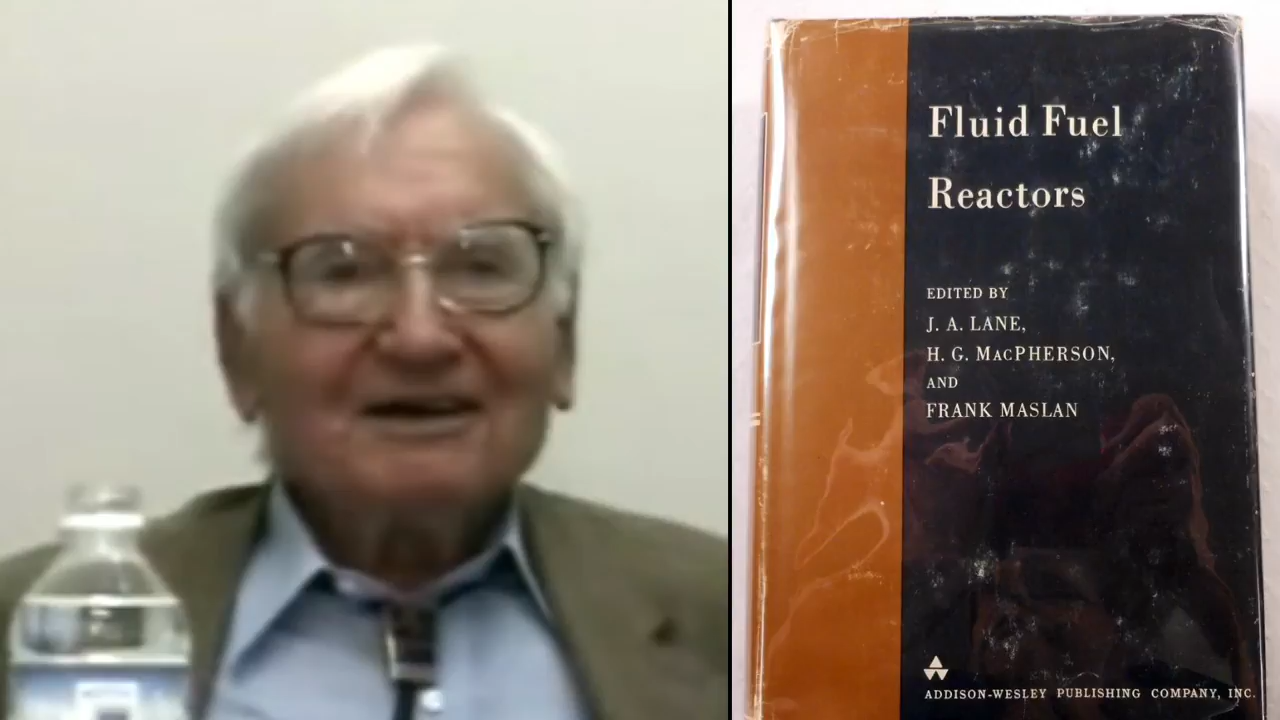 Fluid Fuel
Reactors
EDITED BY
J. A. LANE,
H. G. MACPHERSON,
AND
FRANK MASLAN
ADDISON-WESLEY PUBLISHING COMPANY, INC.